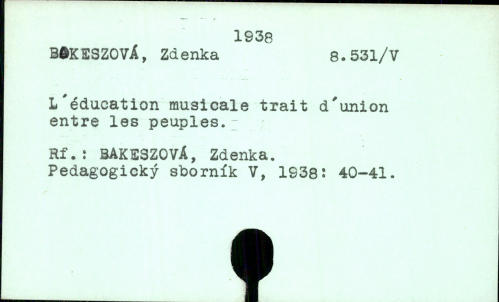 1938
BAKESZOVÁ, Zdenka 8.531/V
L´éducation musicale trait d´union
entre les peuples.
Rf.: BAKESZOVÁ, Zdenka.
Pedagogický sborník V, 1938: 40-41.